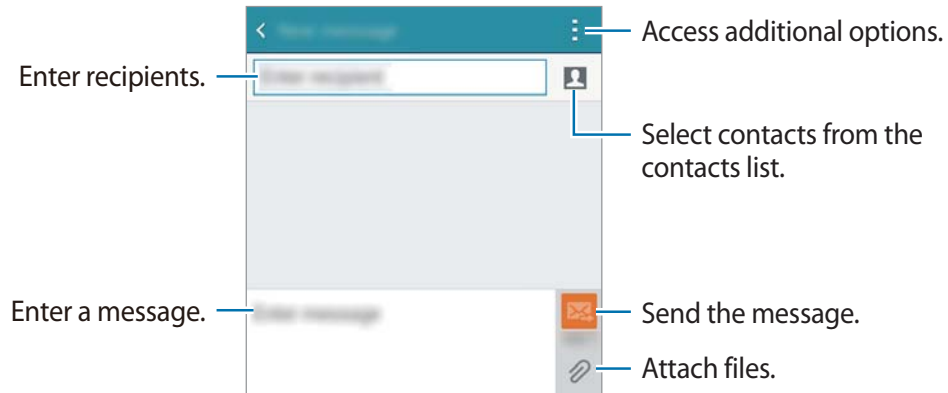 Access additional options.
Enter recipients.
Select contacts from the
contacts list.
Enter a message.
Send the message.
Attach files.